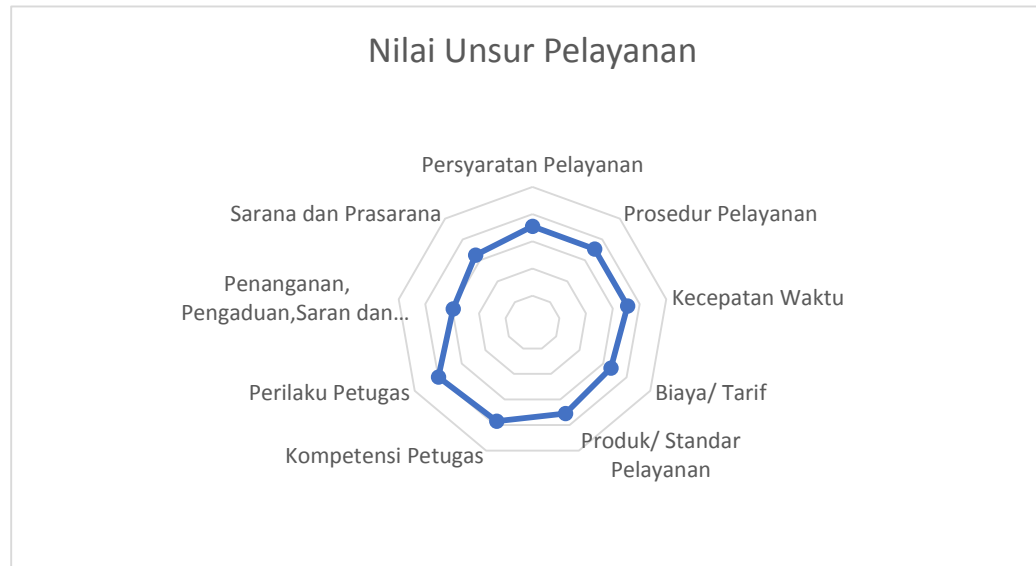 Nilai Unsur Pelayanan
Persyaratan Pelayanan
Prosedur Pelayanan
Kecepatan Waktu
Biaya/ Tarif
Produk/ Standar
Pelayanan
Kompetensi Petugas
Perilaku Petugas
Penanganan,
Pengaduan,Saran dan...
Sarana dan Prasarana